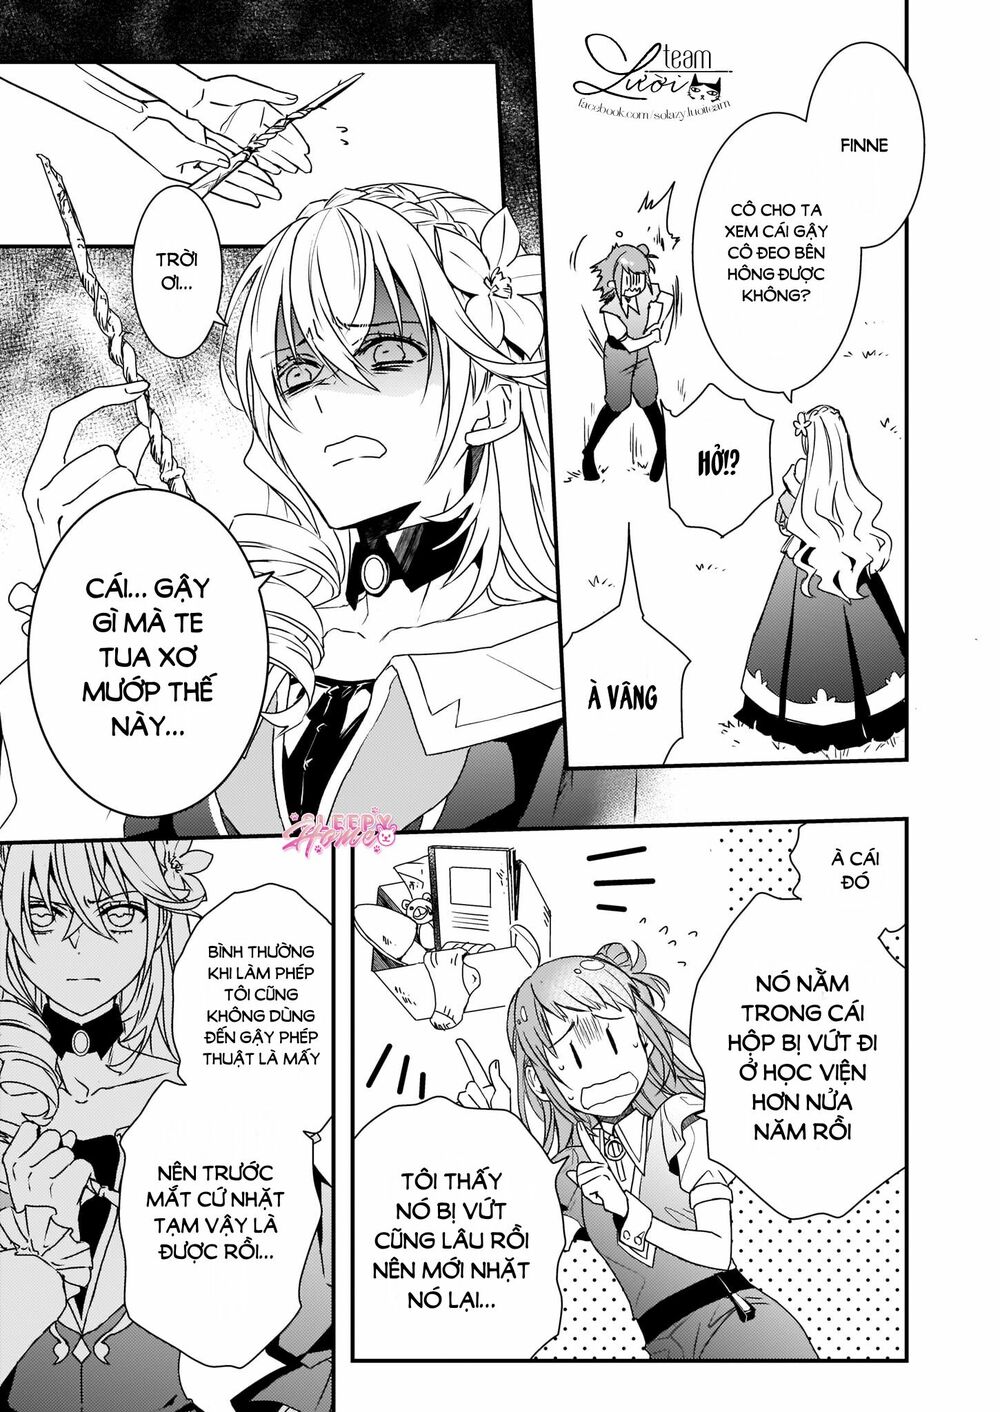 team
Lười
facebook.com/solazy.luoiteam
FINNE
CÔ CHO TA
XEM CÁI GẬY
CÔ ĐEO BÊN
HÔNG ĐƯỢC
KHÔNG?
HỞ!?
À VÂNG
TRỜI
ƠI...
CÁI... GẬY
GÌ MÀ TE
TUA XƠ
MƯỚP THẾ
NÀY...
SLEEPY
Home
À CÁI
ĐÓ
NÓ NẰM
TRONG CÁI
HỘP BỊ VỨT ĐI
Ở HỌC VIỆN
HƠN NỬA
NĂM RỒI
TÔI THẤY
NÓ BỊ VỨT
CŨNG LÂU RỒI
NÊN MỚI NHẶT
NÓ LẠI...
BÌNH THƯỜNG
KHI LÀM PHÉP
TÔI CŨNG
KHÔNG DÙNG
ĐẾN GẬY PHÉP
THUẬT LÀ MẤY
NÊN TRƯỚC
MẮT CỨ NHẶT
TẠM VẬY LÀ
ĐƯỢC RỒI...